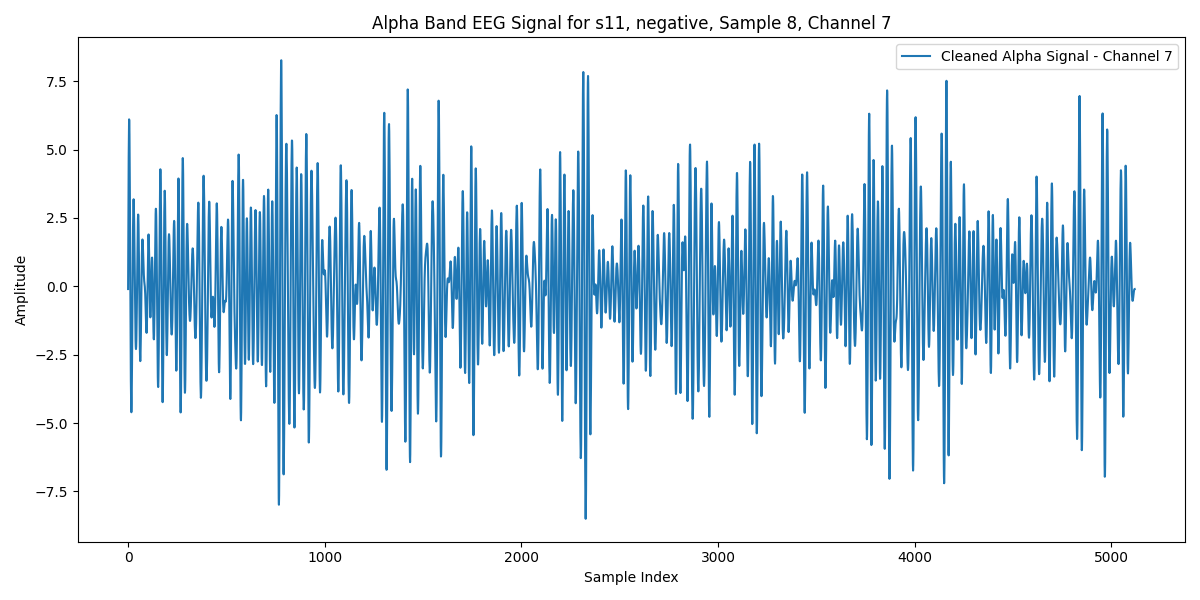 Alpha Band EEG Signal for s11, negative, Sample 8, Channel 7
Cleaned Alpha Signal - Channel 7
Amplitude
7.5
5.0
2.5
0.0
−2.5
−5.0
−7.5
0 1000 2000 3000 4000 5000
Sample Index